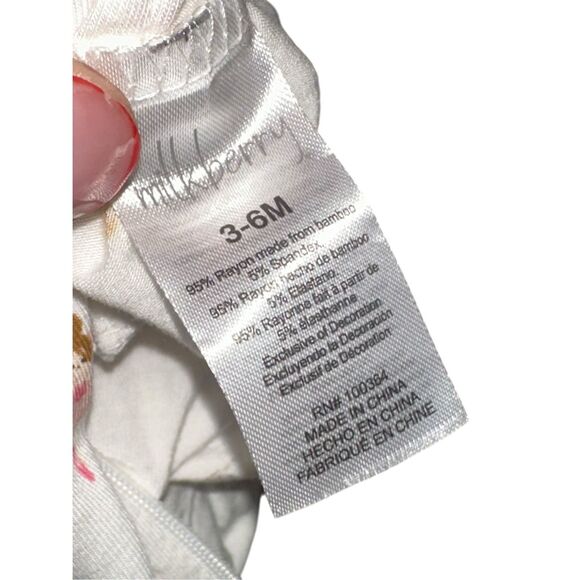 milkberry
3-6M
95% Rayon made from bamboo
5% Spandex
95% Rayon hecho de bamboo
5% Elastano.
95% Rayonne fait à partir de
5% élasthanne
Exclusive of Decoration
Excluyendo la Decoración
Exclusif de Décoration
RN# 100364
MADE IN CHINA
HECHO EN CHINA
FABRIQUÉ EN CHINE